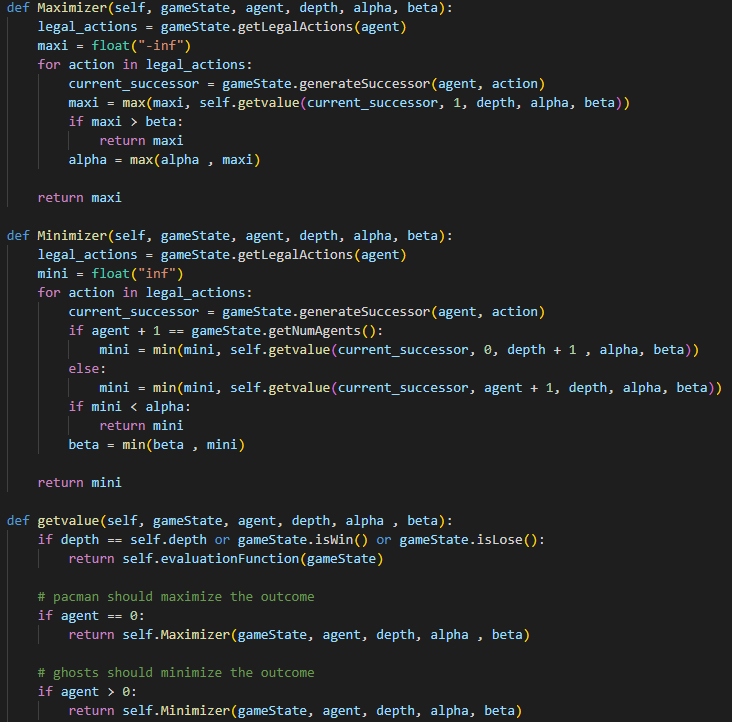 def Maximizer(self, gameState, agent, depth, alpha, beta):
    legal_actions = gameState.getLegalActions(agent)
    maxi = float("-inf")
    for action in legal_actions:
        current_successor = gameState.generateSuccessor(agent, action)
        maxi = max(maxi, self.getvalue(current_successor, 1, depth, alpha, beta))
        if maxi > beta:
            return maxi
        alpha = max(alpha , maxi)

    return maxi

def Minimizer(self, gameState, agent, depth, alpha, beta):
    legal_actions = gameState.getLegalActions(agent)
    mini = float("inf")
    for action in legal_actions:
        current_successor = gameState.generateSuccessor(agent, action)
        if agent + 1 == gameState.getNumAgents():
            mini = min(mini, self.getvalue(current_successor, 0, depth + 1 , alpha, beta))
        else:
            mini = min(mini, self.getvalue(current_successor, agent + 1, depth, alpha, beta))
        if mini < alpha:
            return mini
        beta = min(beta , mini)

    return mini

def getvalue(self, gameState, agent, depth, alpha , beta):
    if depth == self.depth or gameState.isWin() or gameState.isLose():
        return self.evaluationFunction(gameState)

    # pacman should maximize the outcome
    if agent == 0:
        return self.Maximizer(gameState, agent, depth, alpha , beta)

    # ghosts should minimize the outcome
    if agent > 0:
        return self.Minimizer(gameState, agent, depth, alpha, beta)